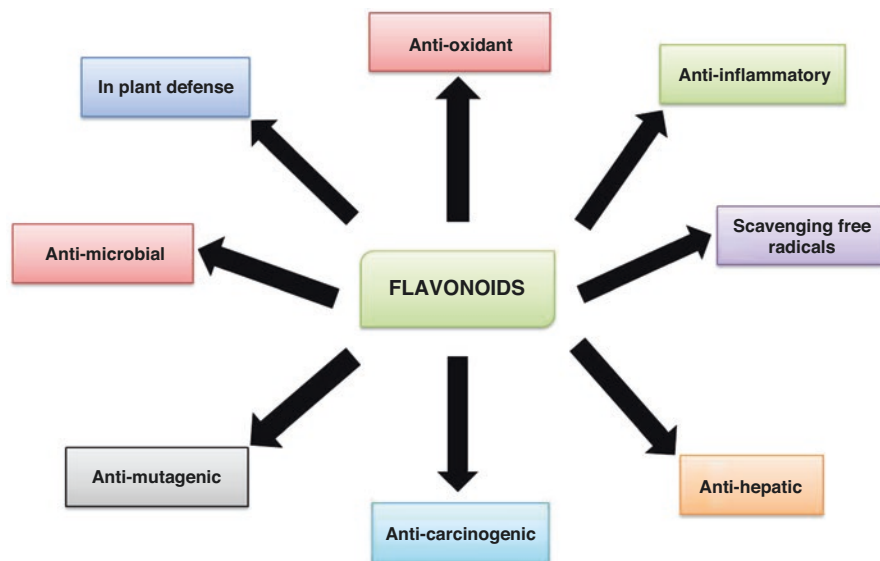 Anti-oxidant
In plant defense
Anti-inflammatory
Anti-microbial
Scavenging free
radicals
FLAVONOIDS
Anti-mutagenic
Anti-hepatic
Anti-carcinogenic